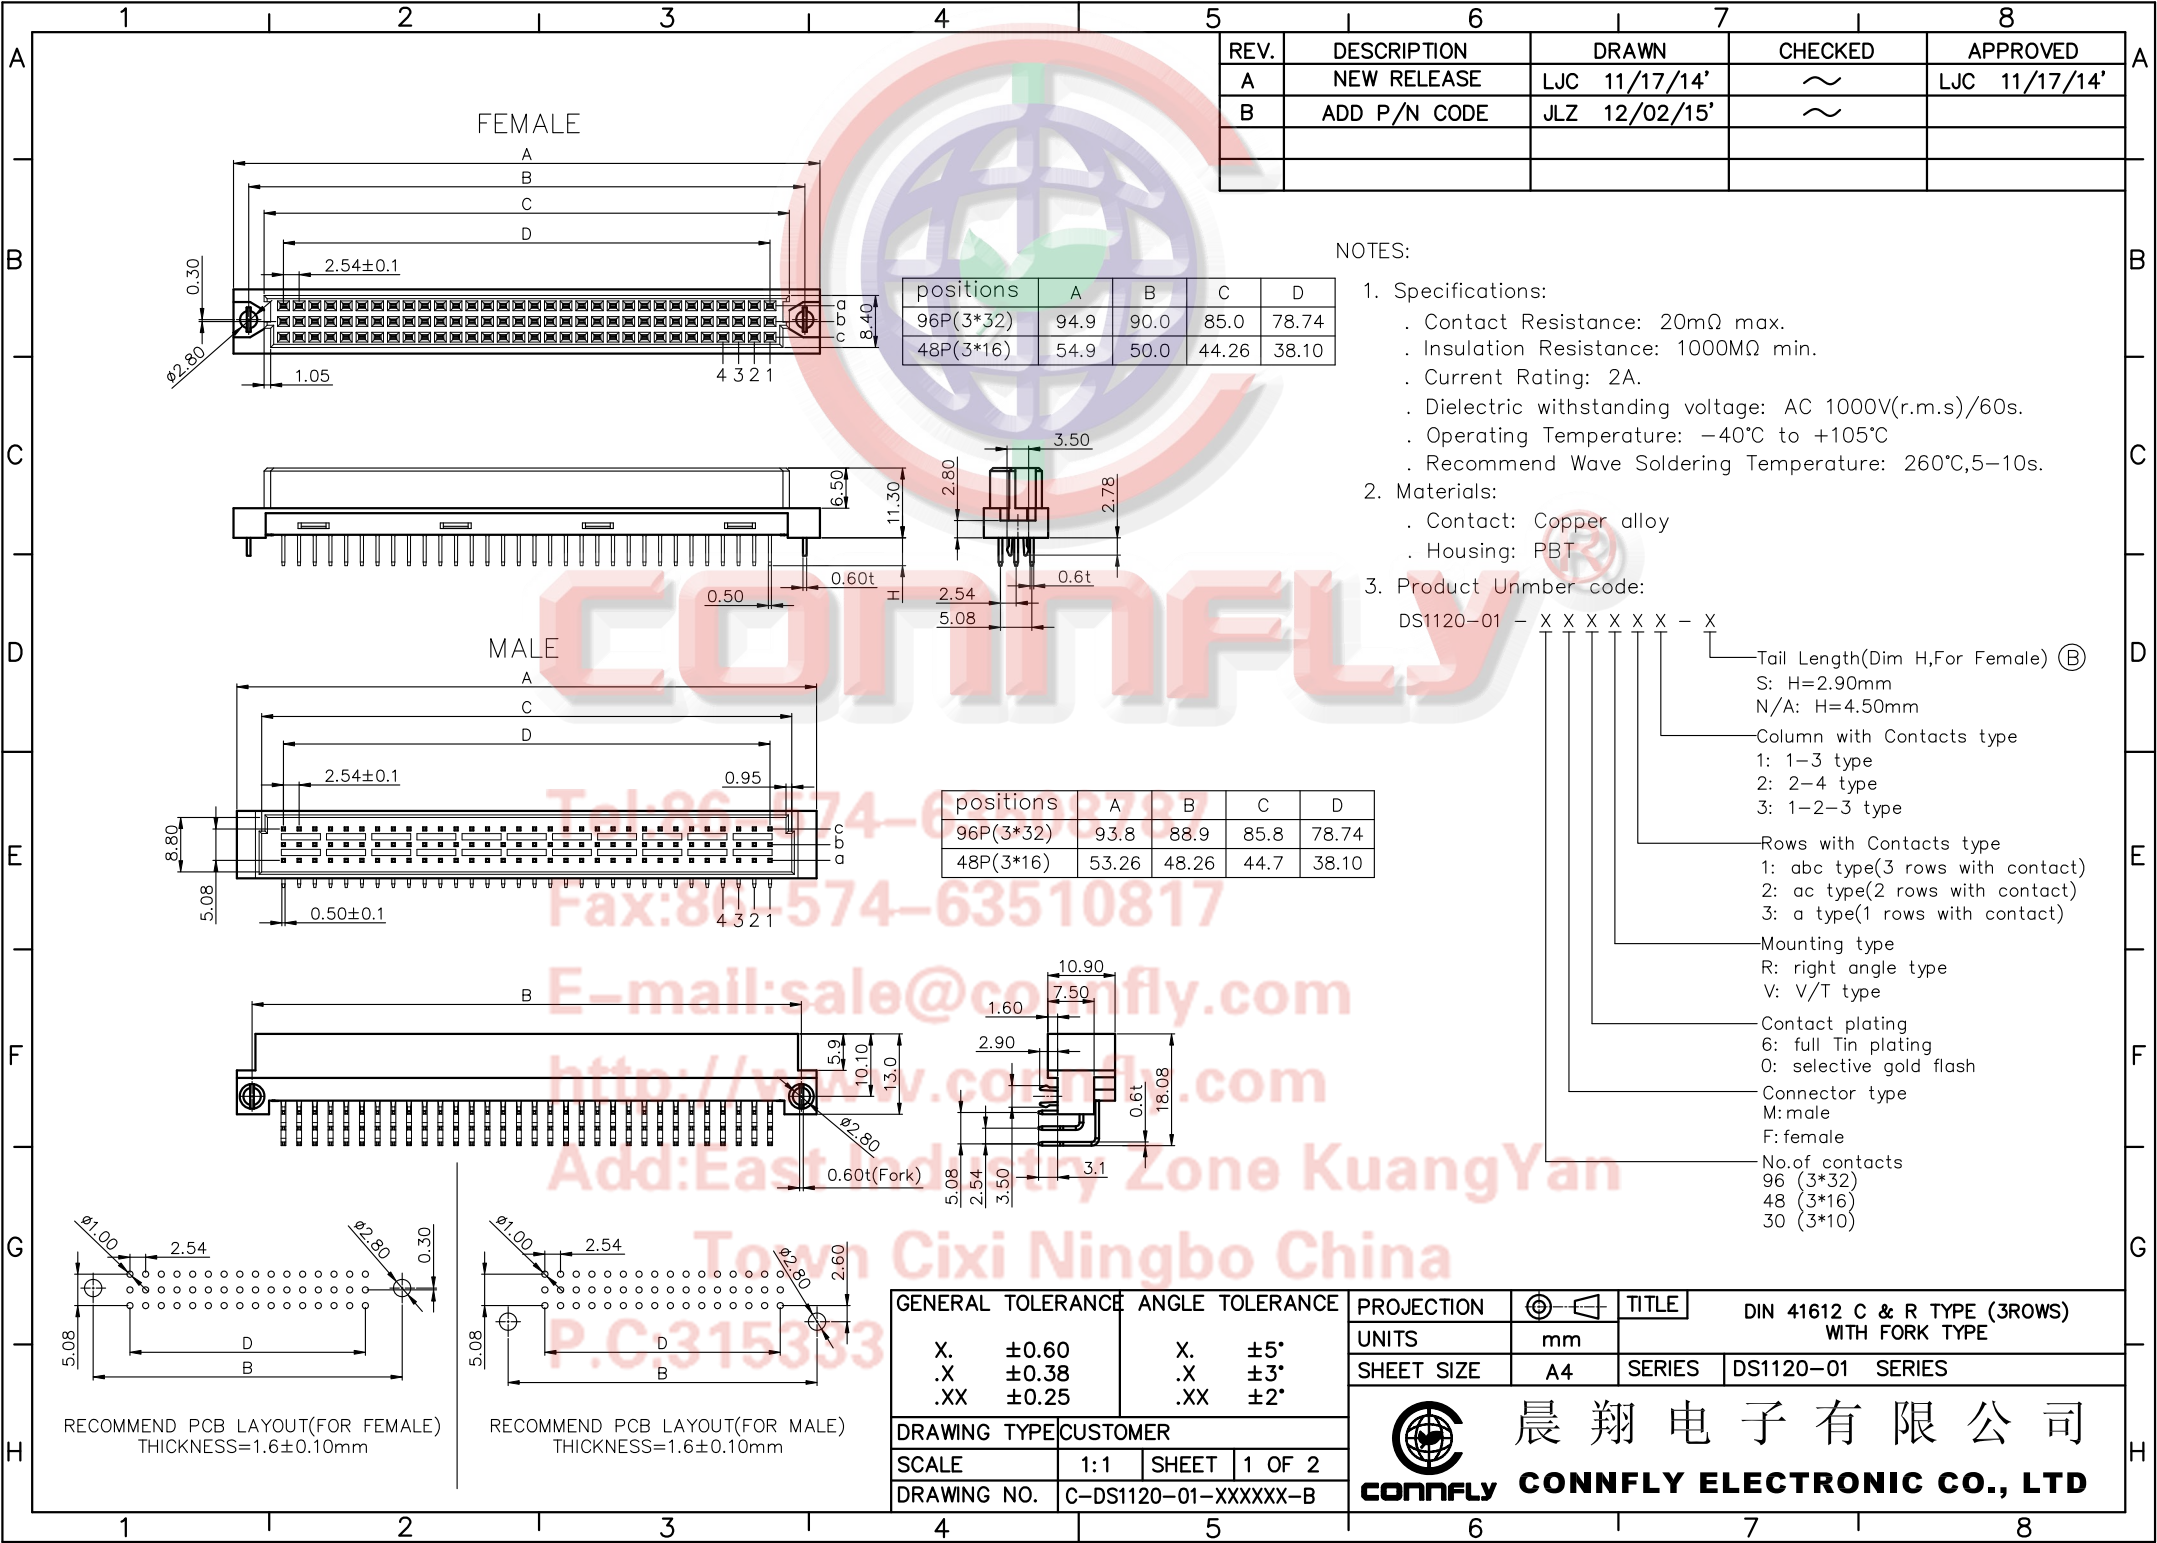 1 2 3 4 5 6 7 8
A
B
C
D
E
F
G
H
A
B
C
D
E
F
G
H
REV. DESCRIPTION DRAWN CHECKED APPROVED
A NEW RELEASE LJC 11/17/14' ~ LJC 11/17/14'
B ADD P/N CODE JLZ 12/02/15' ~
FEMALE
A
B
C
D
2.54±0.1
0.30
a
b
c
8.40
ø2.80
1.05
4 3 2 1
positions A B C D
96P(3*32) 94.9 90.0 85.0 78.74
48P(3*16) 54.9 50.0 44.26 38.10
6.50
11.30
0.60t
0.50
H
3.50
2.80
2.78
0.6t
2.54
5.08
NOTES:
1. Specifications:
. Contact Resistance: 20mΩ max.
. Insulation Resistance: 1000MΩ min.
. Current Rating: 2A.
. Dielectric withstanding voltage: AC 1000V(r.m.s)/60s.
. Operating Temperature: -40°C to +105°C
. Recommend Wave Soldering Temperature: 260°C,5-10s.
2. Materials:
. Contact: Copper alloy
. Housing: PBT
3. Product Unmber code:
DS1120-01 - X X X X X X - X
Tail Length(Dim H,For Female) B
S: H=2.90mm
N/A: H=4.50mm
Column with Contacts type
1: 1-3 type
2: 2-4 type
3: 1-2-3 type
Rows with Contacts type
1: abc type(3 rows with contact)
2: ac type(2 rows with contact)
3: a type(1 rows with contact)
Mounting type
R: right angle type
V: V/T type
Contact plating
6: full Tin plating
0: selective gold flash
Connector type
M:male
F:female
No.of contacts
96 (3*32)
48 (3*16)
30 (3*10)
MALE
A
C
D
2.54±0.1
0.95
8.80
5.08
c
b
a
0.50±0.1
4 3 2 1
positions A B C D
96P(3*32) 93.8 88.9 85.8 78.74
48P(3*16) 53.26 48.26 44.7 38.10
B
5.9
10.10
13.0
ø2.80
0.60t(Fork)
10.90
7.50
1.60
2.90
18.08
0.6t
5.08
2.54
3.50
3.1
CONNFLY ®
Tel:86-574-63508787
Fax:86-574-63510817
E-mail:sale@connfly.com
http://www.connfly.com
Add:East Industry Zone KuangYan
Town Cixi Ningbo China
P.C:315333
ø1.00
2.54
ø2.80
0.30
5.08
D
B
RECOMMEND PCB LAYOUT(FOR FEMALE)
THICKNESS=1.6±0.10mm
ø1.00
2.54
ø2.80
2.60
5.08
D
B
RECOMMEND PCB LAYOUT(FOR MALE)
THICKNESS=1.6±0.10mm
GENERAL TOLERANCE ANGLE TOLERANCE
X. ±0.60 X. ±5°
.X ±0.38 .X ±3°
.XX ±0.25 .XX ±2°
DRAWING TYPE CUSTOMER
SCALE 1:1 SHEET 1 OF 2
DRAWING NO. C-DS1120-01-XXXXXX-B
PROJECTION TITLE
DIN 41612 C & R TYPE (3ROWS)
WITH FORK TYPE
UNITS mm
SHEET SIZE A4 SERIES DS1120-01 SERIES
CONNFLY
晨翔电子有限公司
CONNFLY ELECTRONIC CO., LTD
1 2 3 4 5 6 7 8